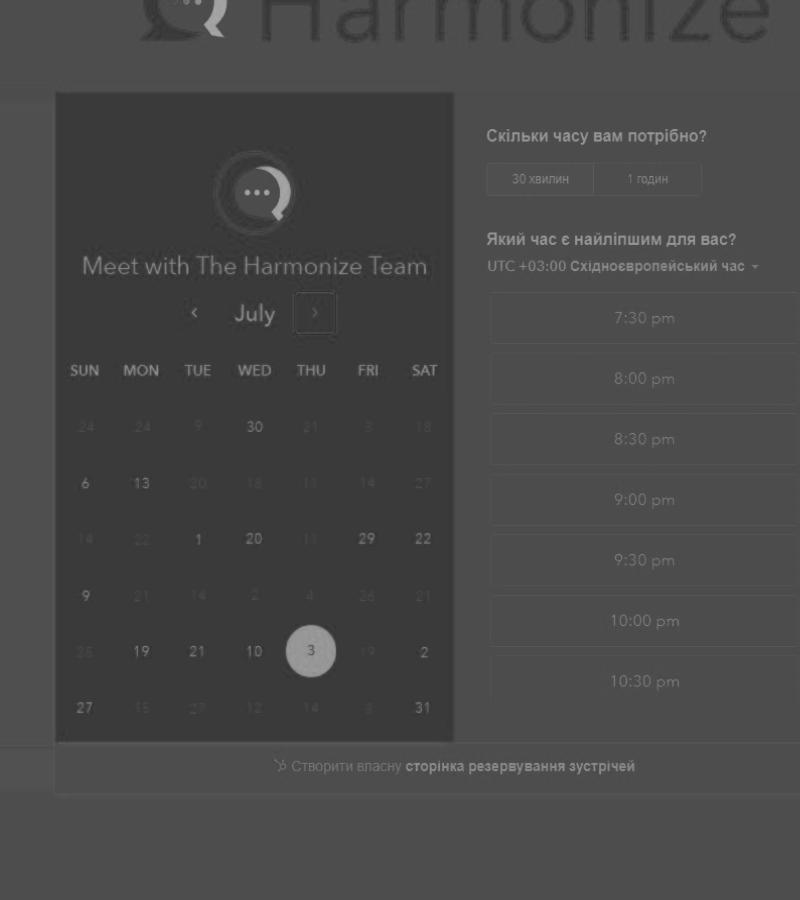 Harmonize
Meet with The Harmonize Team
July
SUN MON TUE WED THU FRI SAT
24 24 9 30 21 3 18
6 13 20 18 11 14 27
14 22 1 20 11 29 22
9 21 14 2 4 26 21
19 21 10 3 19 2
27 15 27 12 14 31
Скільки часу вам потрібно?
30 хвилин 1 годин
Який час є найліпшим для вас?
UTC +03:00 Східноєвропейський час
7:30 pm
8:00 pm
8:30 pm
9:00 pm
9:30 pm
10:00 pm
10:30 pm
Створити власну сторінка резервування зустрічей